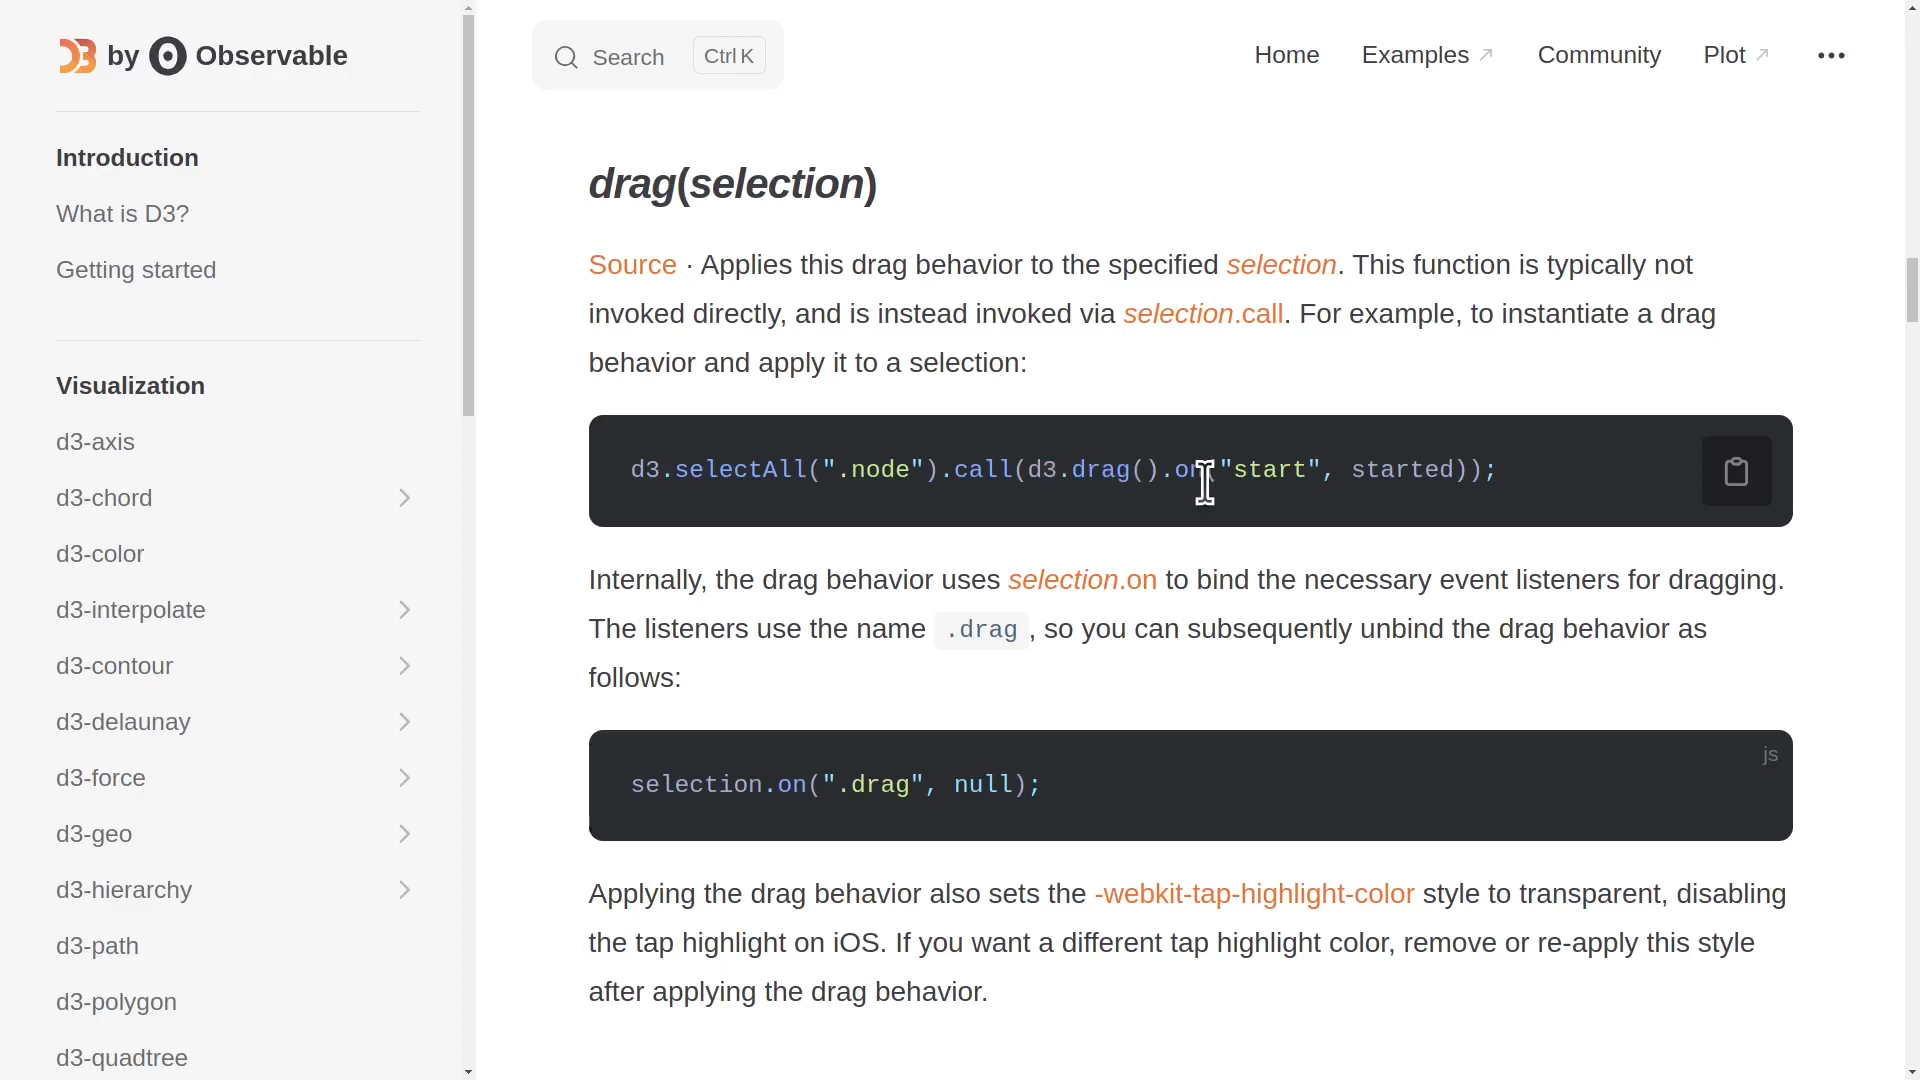 by Observable
Search Ctrl K
Home Examples Community Plot
Introduction
What is D3?
Getting started
Visualization
d3-axis
d3-chord
d3-color
d3-interpolate
d3-contour
d3-delaunay
d3-force
d3-geo
d3-hierarchy
d3-path
d3-polygon
d3-quadtree
drag(selection)
Source · Applies this drag behavior to the specified selection. This function is typically not
invoked directly, and is instead invoked via selection.call. For example, to instantiate a drag
behavior and apply it to a selection:
d3.selectAll(".node").call(d3.drag().on("start", started));
Internally, the drag behavior uses selection.on to bind the necessary event listeners for dragging.
The listeners use the name .drag, so you can subsequently unbind the drag behavior as
follows:
js
selection.on(".drag", null);
Applying the drag behavior also sets the -webkit-tap-highlight-color style to transparent, disabling
the tap highlight on iOS. If you want a different tap highlight color, remove or re-apply this style
after applying the drag behavior.